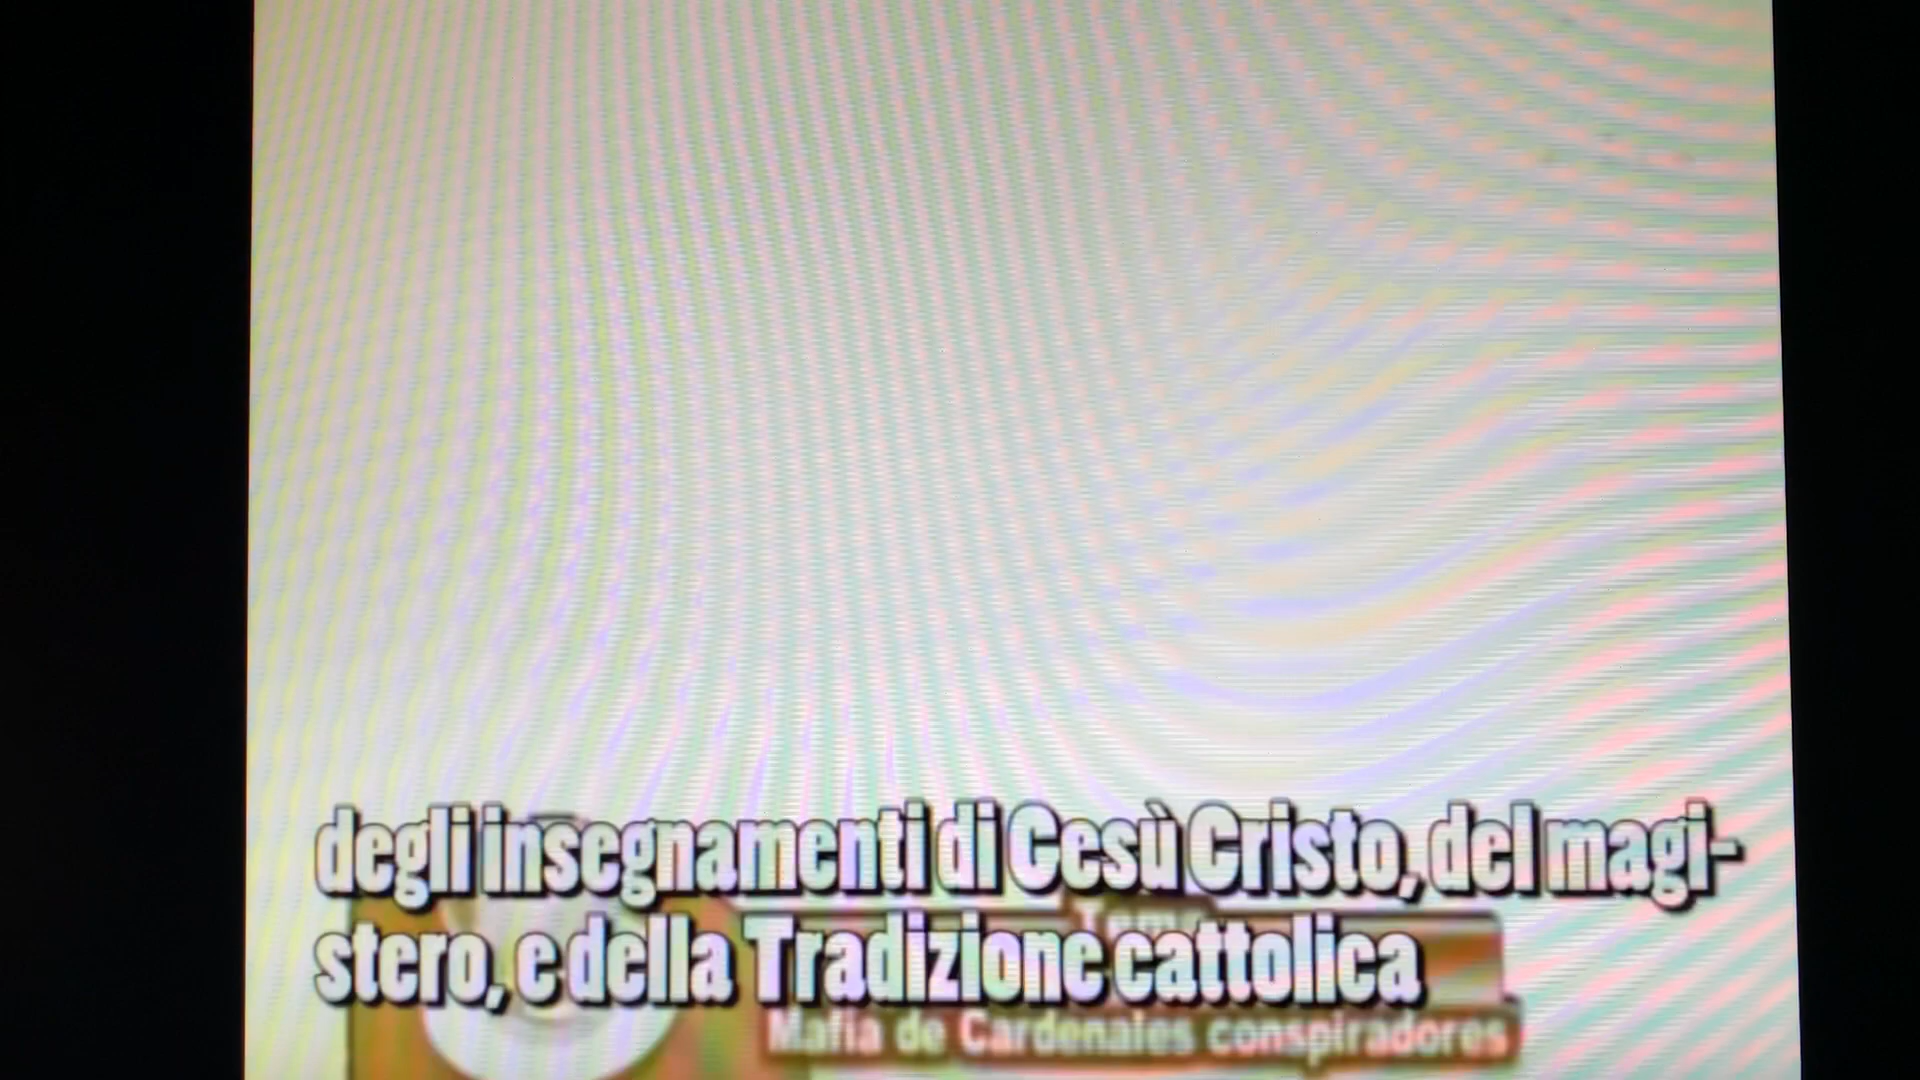 degli insegnamenti di Gesù Cristo, del magi-
stero, e della Tradizione cattolica
Mafia de Cardenales conspiradores